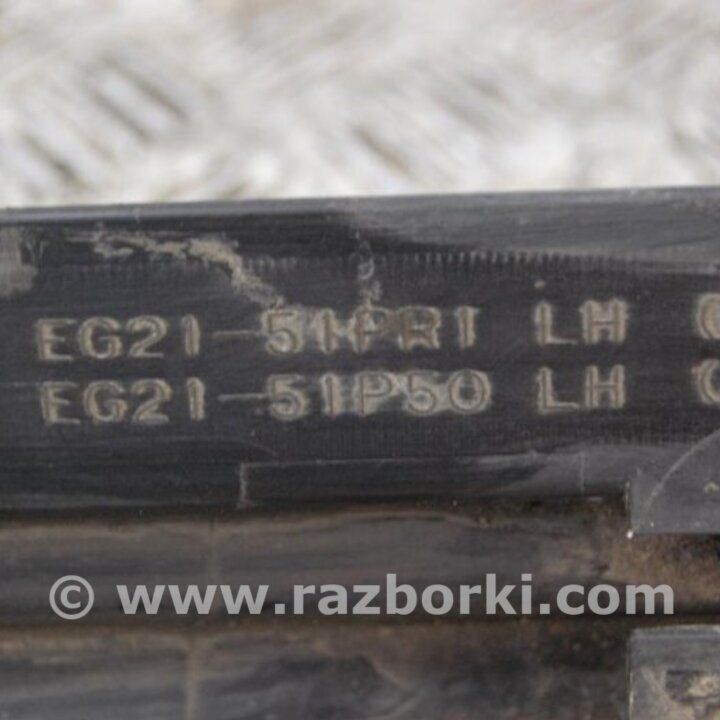 EG21-51PR1 LH
EG21-51P50 LH
© www.razborki.com